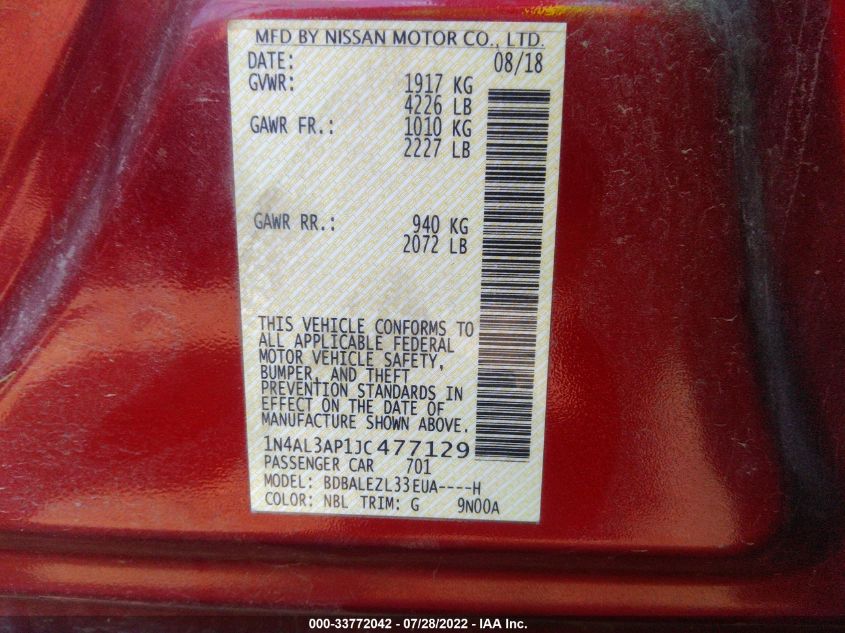 MFD BY NISSAN MOTOR CO., LTD.
DATE: 08/18
GVWR: 1917 KG
4226 LB
GAWR FR.: 1010 KG
2227 LB
GAWR RR.: 940 KG
2072 LB
THIS VEHICLE CONFORMS TO
ALL APPLICABLE FEDERAL
MOTOR VEHICLE SAFETY,
BUMPER, AND THEFT
PREVENTION STANDARDS IN
EFFECT ON THE DATE OF
MANUFACTURE SHOWN ABOVE.
1N4AL3AP1JC477129
PASSENGER CAR 701
MODEL: BDBALEZL33EUA----H
COLOR: NBL TRIM: G 9N00A
000-33772042 - 07/28/2022 - IAA Inc.